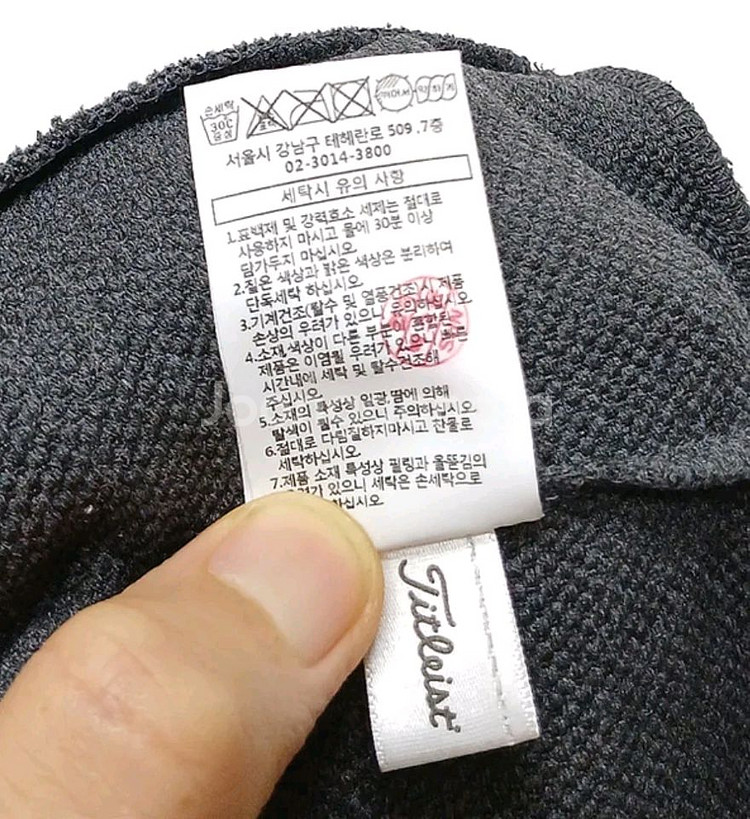 손세탁
30℃
중성
약하게
서울시 강남구 테헤란로 509 ,7층
02-3014-3800
세탁시 유의 사항
1.표백제 및 강력효소 세제는 절대로
사용하지 마시고 물에 30분 이상
담가두지 마십시오.
2.짙은 색상과 밝은 색상은 분리하여
단독세탁 하십시오.
3.기계건조(탈수 및 열풍건조)시 제품
손상의 우려가 있으니 유의하십시오
4.소재 색상이 다른 부분이 혼합된
제품은 이염될 우려가 있으니 빠른
시간내에 세탁 및 탈수건조해
주십시오.
5.소재의 특성상 일광,땀에 의해
탈색이 될수 있으니 주의하십시오.
6.절대로 다림질하지마시고 찬물로
세탁하십시오.
7.제품 소재 특성상 필링과 올뜯김의
우려가 있으니 세탁은 손세탁으로
하십시오.
Titleist